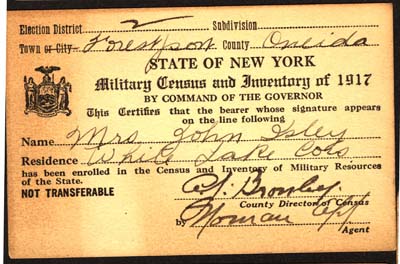 Election District 2 Subdivision
Town or City Forestport County Oneida
STATE OF NEW YORK
Military Census and Inventory of 1917
BY COMMAND OF THE GOVERNOR
This Certifies that the bearer whose signature appears
on the line following
Name Mrs John Isley
Residence White Lake
has been enrolled in the Census and Inventory of Military Resources
of the State.
NOT TRANSFERABLE
County Director of Census
by Norman
Agent